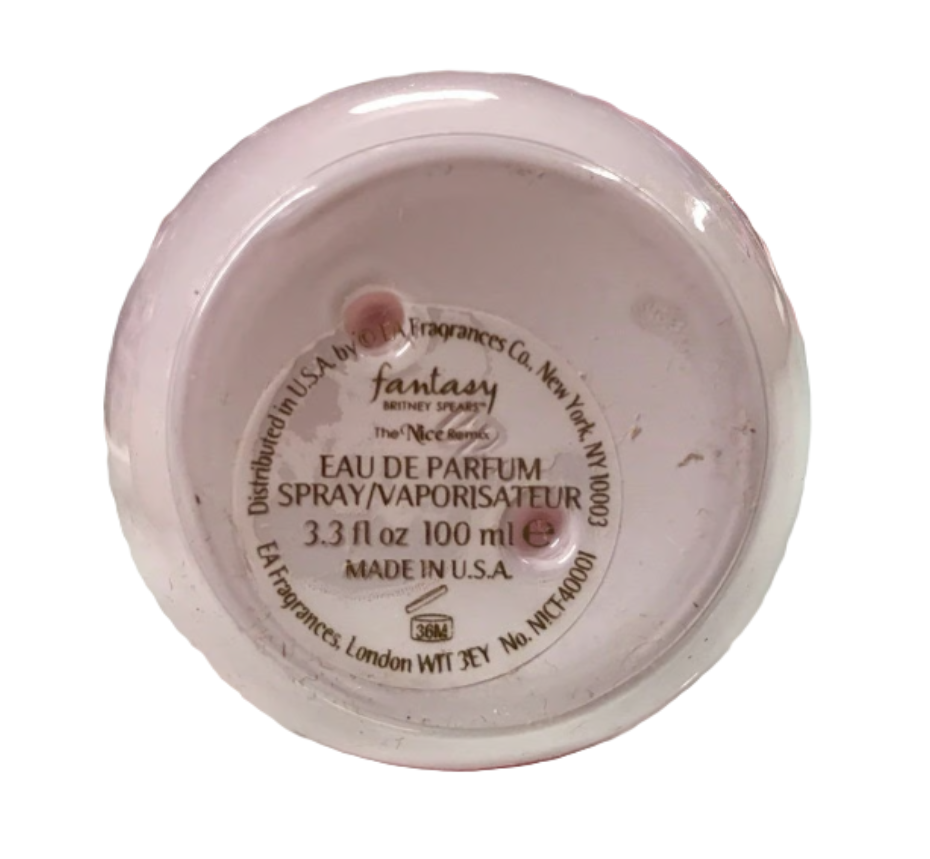 Distributed in U.S.A. by © EA Fragrances Co., New York, NY 10003
fantasy
BRITNEY SPEARS™
The Nice Remix
EAU DE PARFUM
SPRAY/VAPORISATEUR
3.3 fl oz 100 ml ℮
MADE IN U.S.A.
36M
EA Fragrances, London W1T 3EY No. NICF40001